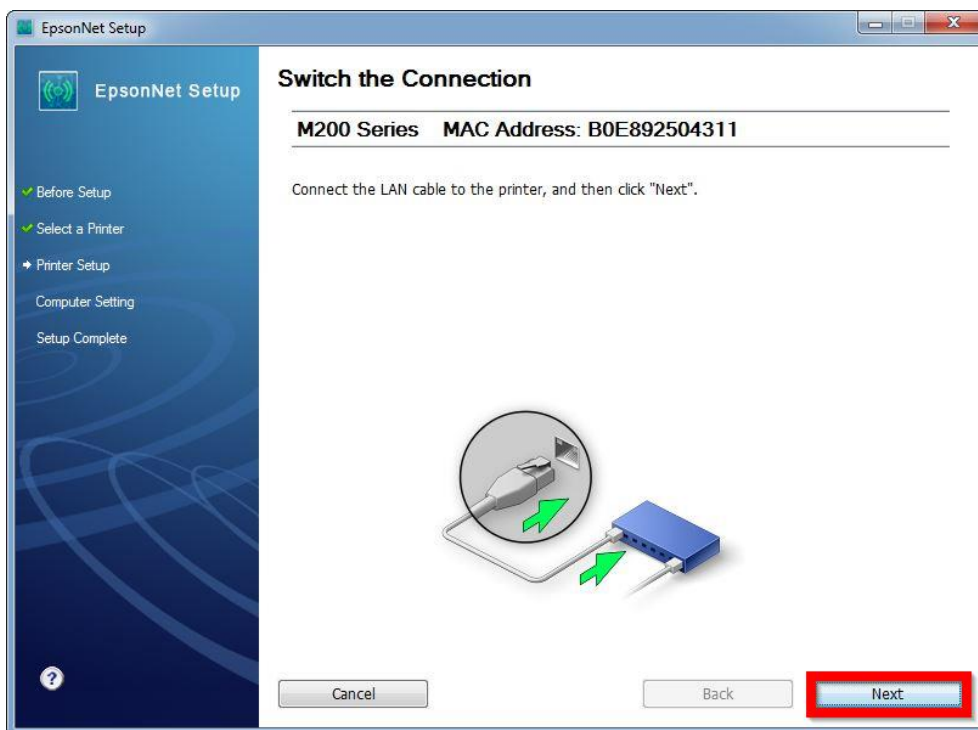 EpsonNet Setup
EpsonNet Setup
Before Setup
Select a Printer
Printer Setup
Computer Setting
Setup Complete
Switch the Connection
M200 Series MAC Address: B0E892504311
Connect the LAN cable to the printer, and then click "Next".
?
Cancel
Back
Next